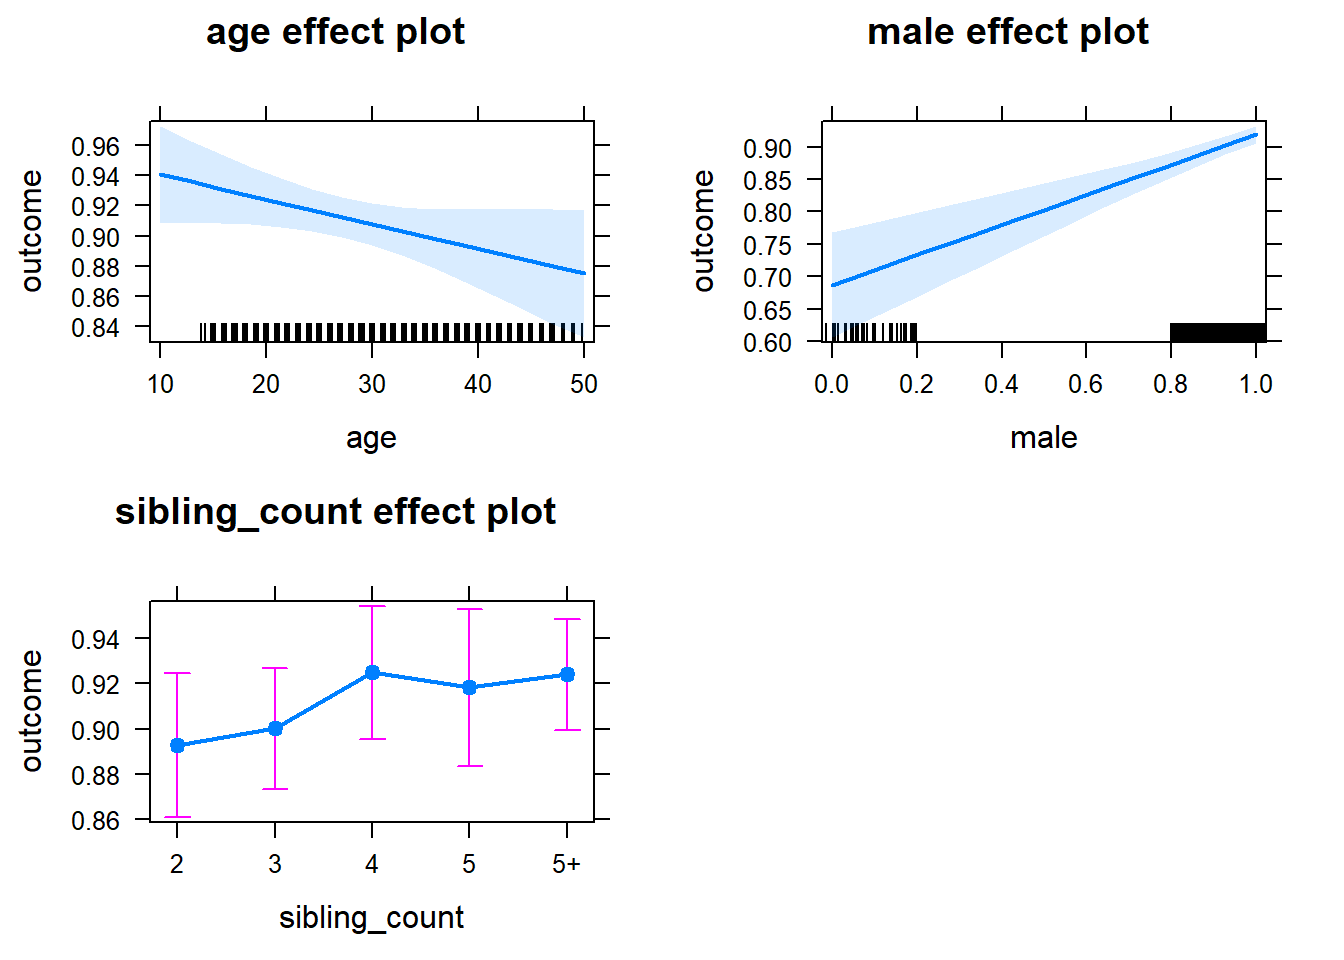 age effect plot
outcome
0.96
0.94
0.92
0.90
0.88
0.86
0.84
10 20 30 40 50
age
male effect plot
outcome
0.90
0.85
0.80
0.75
0.70
0.65
0.60
0.0 0.2 0.4 0.6 0.8 1.0
male
sibling_count effect plot
outcome
0.94
0.92
0.90
0.88
0.86
2 3 4 5 5+
sibling_count